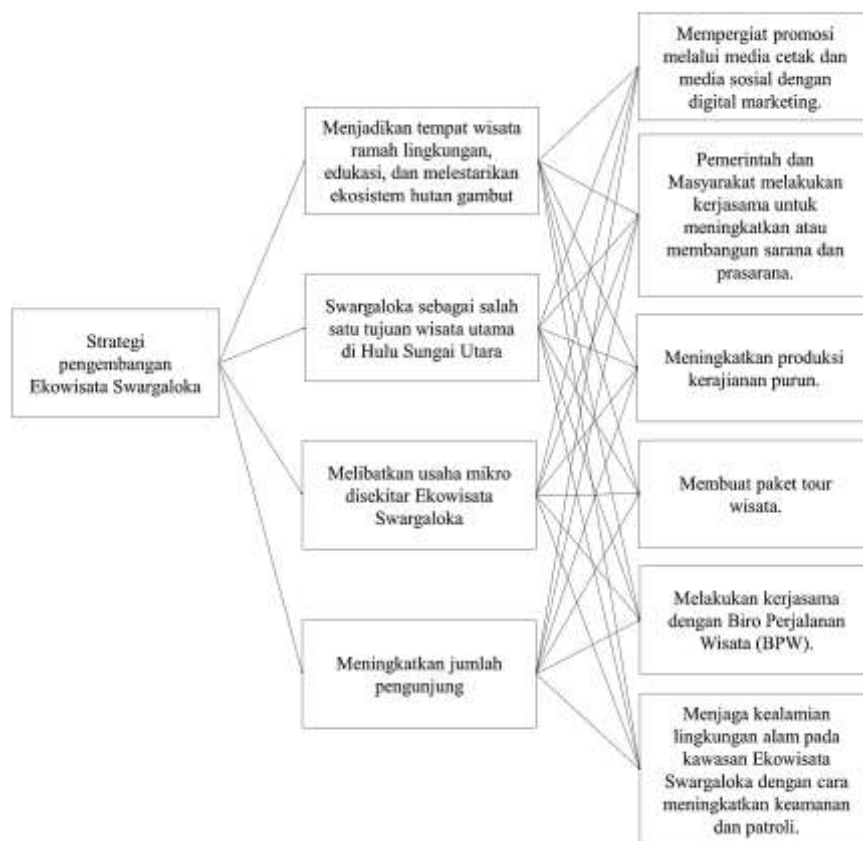 Strategi
pengembangan
Ekowisata Swargaloka
Menjadikan tempat wisata
ramah lingkungan,
edukasi, dan melestarikan
ekosistem hutan gambut
Swargaloka sebagai salah
satu tujuan wisata utama
di Hulu Sungai Utara
Melibatkan usaha mikro
disekitar Ekowisata
Swargaloka
Meningkatkan jumlah
pengunjung
Mempergiat promosi
melalui media cetak dan
media sosial dengan
digital marketing.
Pemerintah dan
Masyarakat melakukan
kerjasama untuk
meningkatkan atau
membangun sarana dan
prasarana.
Meningkatkan produksi
kerajianan purun.
Membuat paket tour
wisata.
Melakukan kerjasama
dengan Biro Perjalanan
Wisata (BPW).
Menjaga kealamian
lingkungan alam pada
kawasan Ekowisata
Swargaloka dengan cara
meningkatkan keamanan
dan patroli.